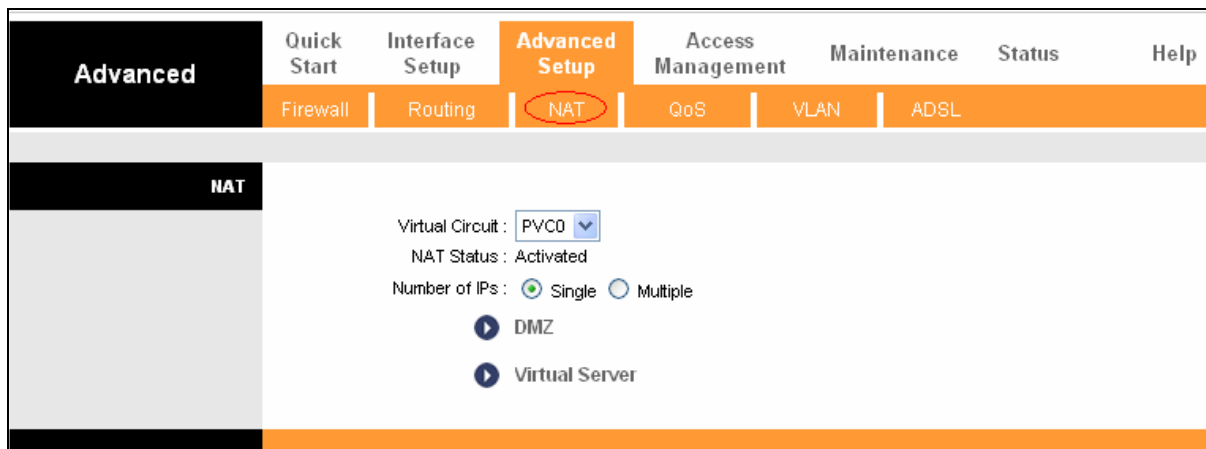 Advanced
Quick Start
Interface Setup
Advanced Setup
Access Management
Maintenance
Status
Help
Firewall
Routing
NAT
QoS
VLAN
ADSL
NAT
Virtual Circuit : PVC0
NAT Status : Activated
Number of IPs : Single Multiple
DMZ
Virtual Server